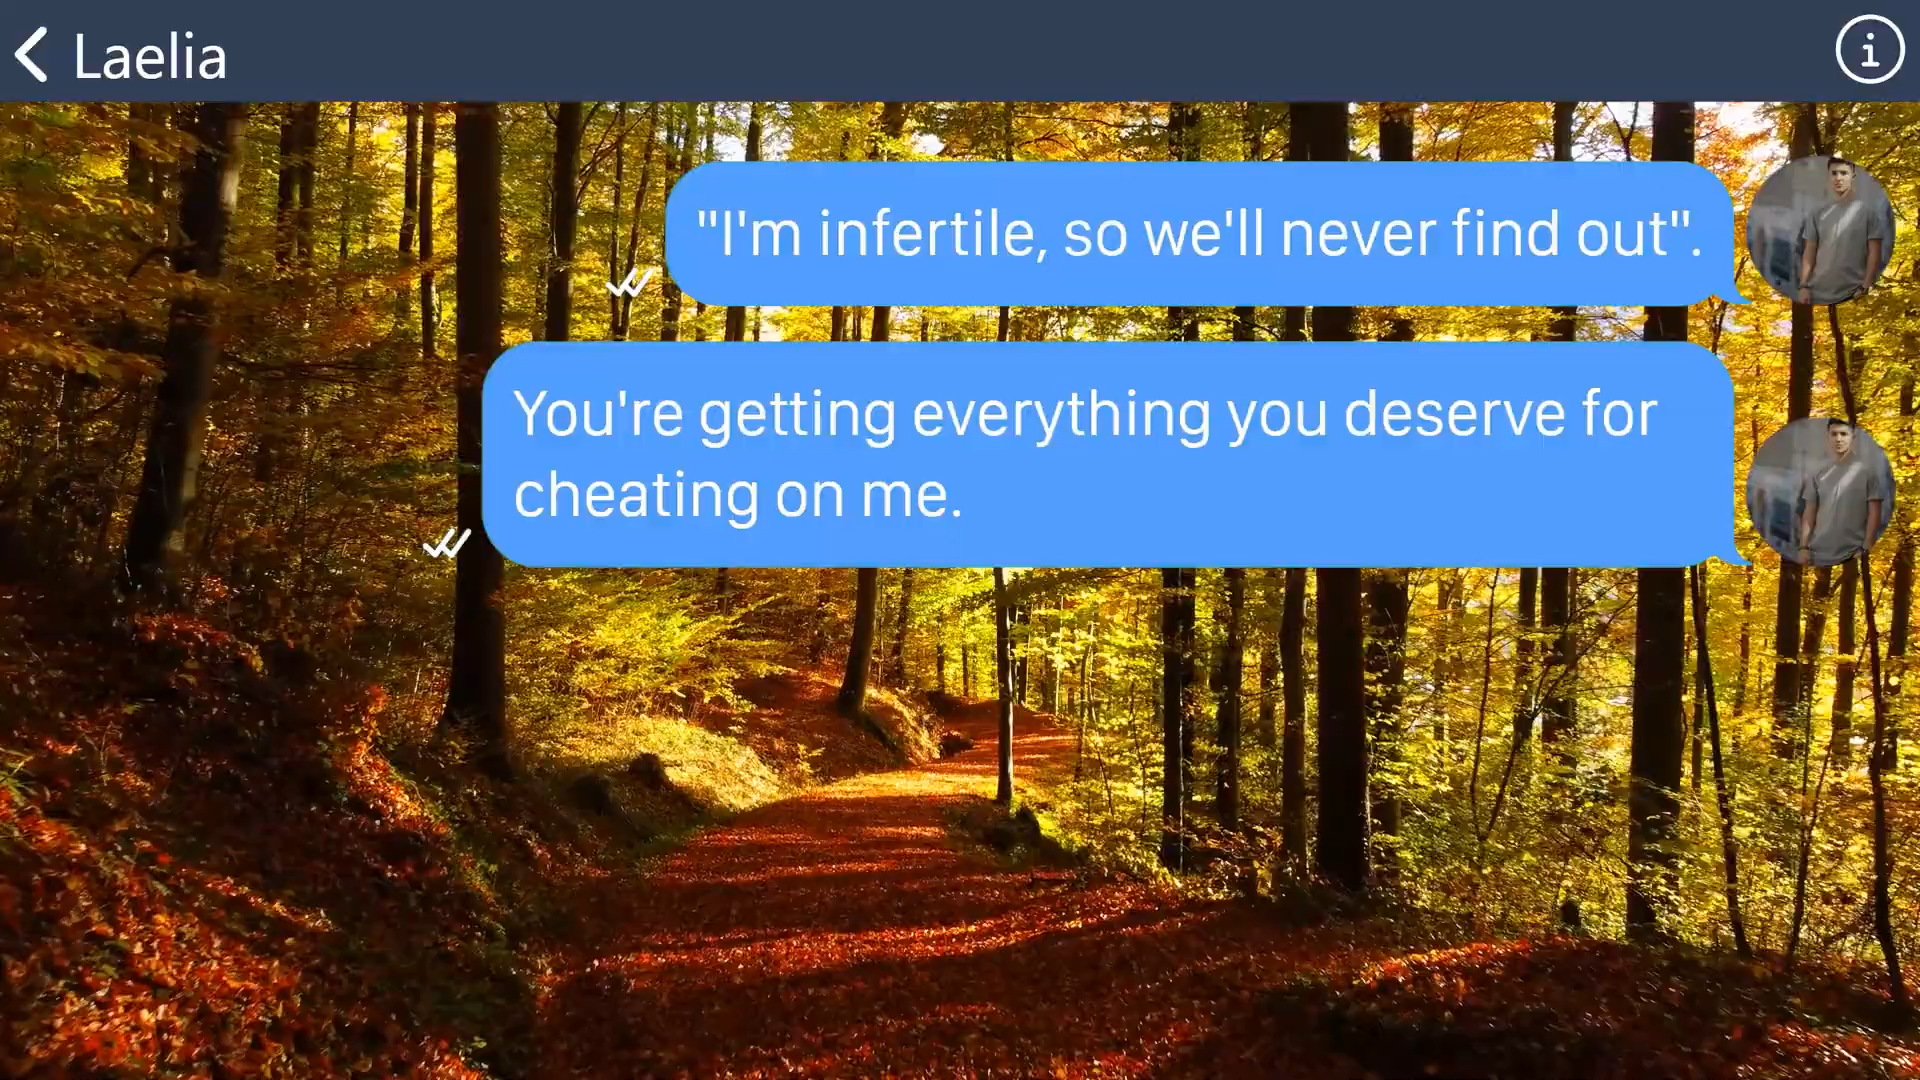 Laelia
"I'm infertile, so we'll never find out".
You're getting everything you deserve for
cheating on me.